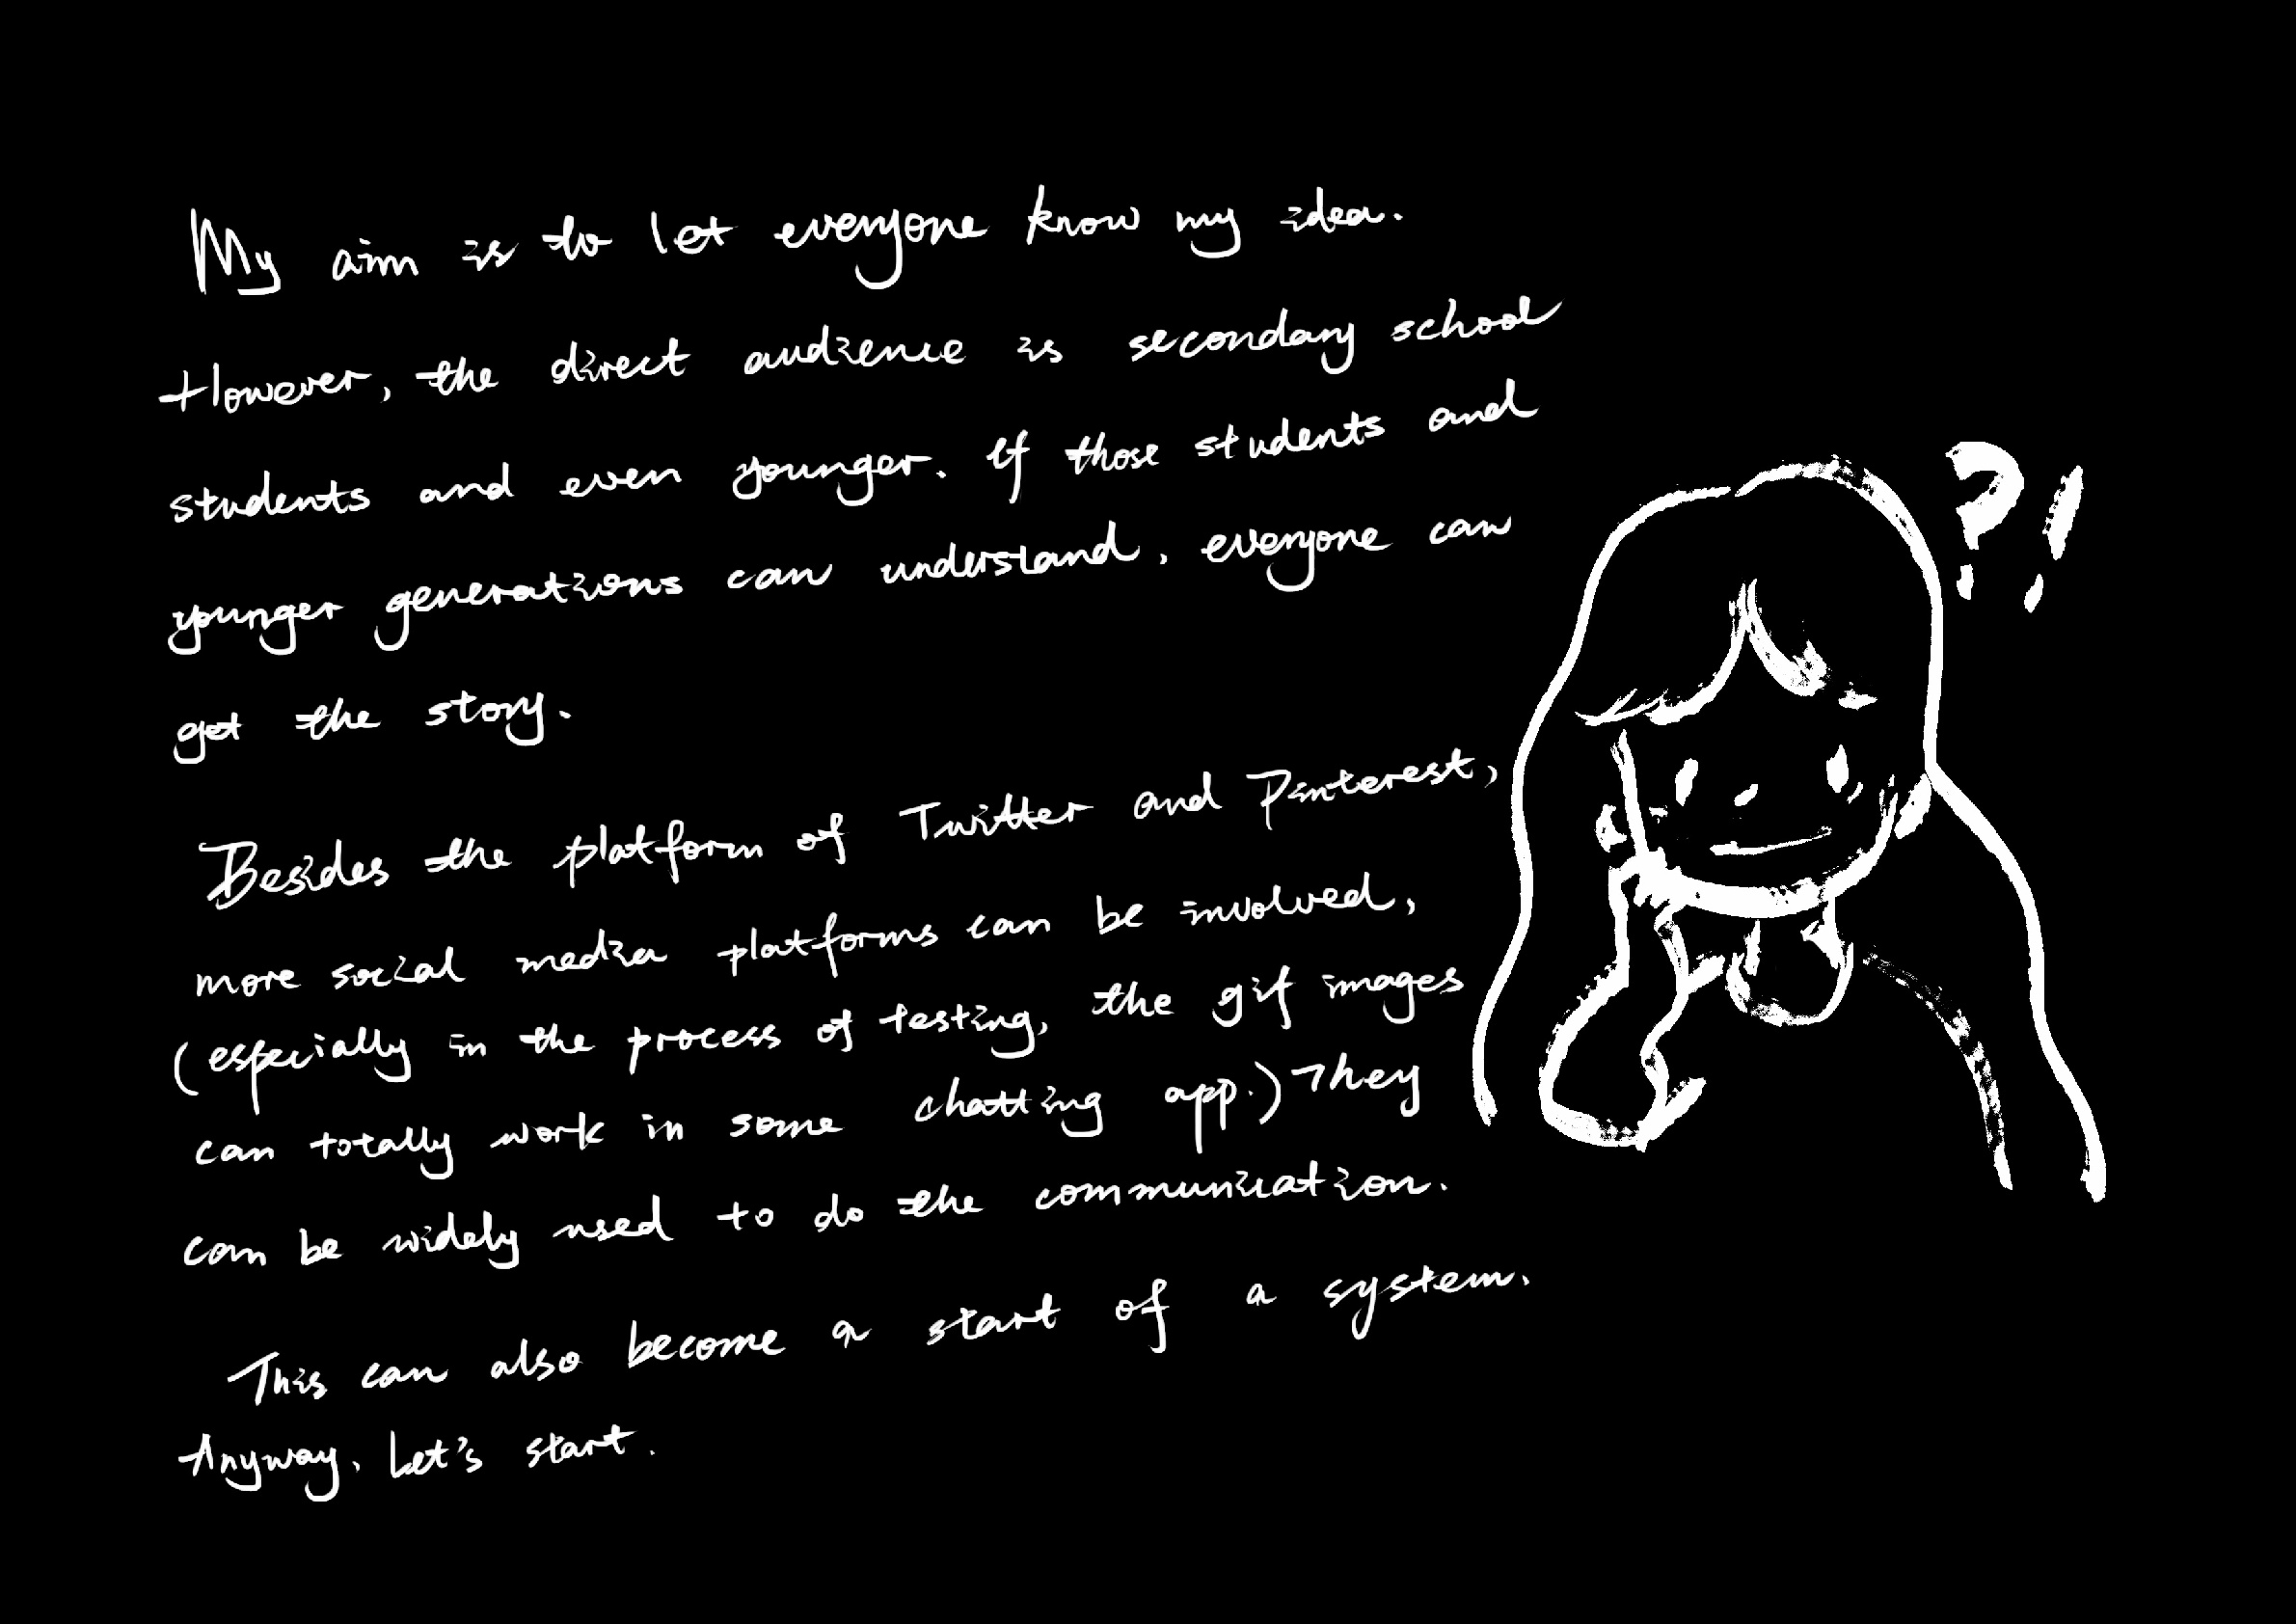 My aim is to let everyone know my idea.
However, the direct audience is secondary school
students and even younger. If those students and
younger generations can understand, everyone can
get the story.
Besides the platform of Twitter and Pinterest,
more social media platforms can be involved,
(especially in the process of testing, the gif images
can totally work in some chatting app.) They
can be widely used to do the communication.
This can also become a start of a system.
Anyway, Let's start.
?!